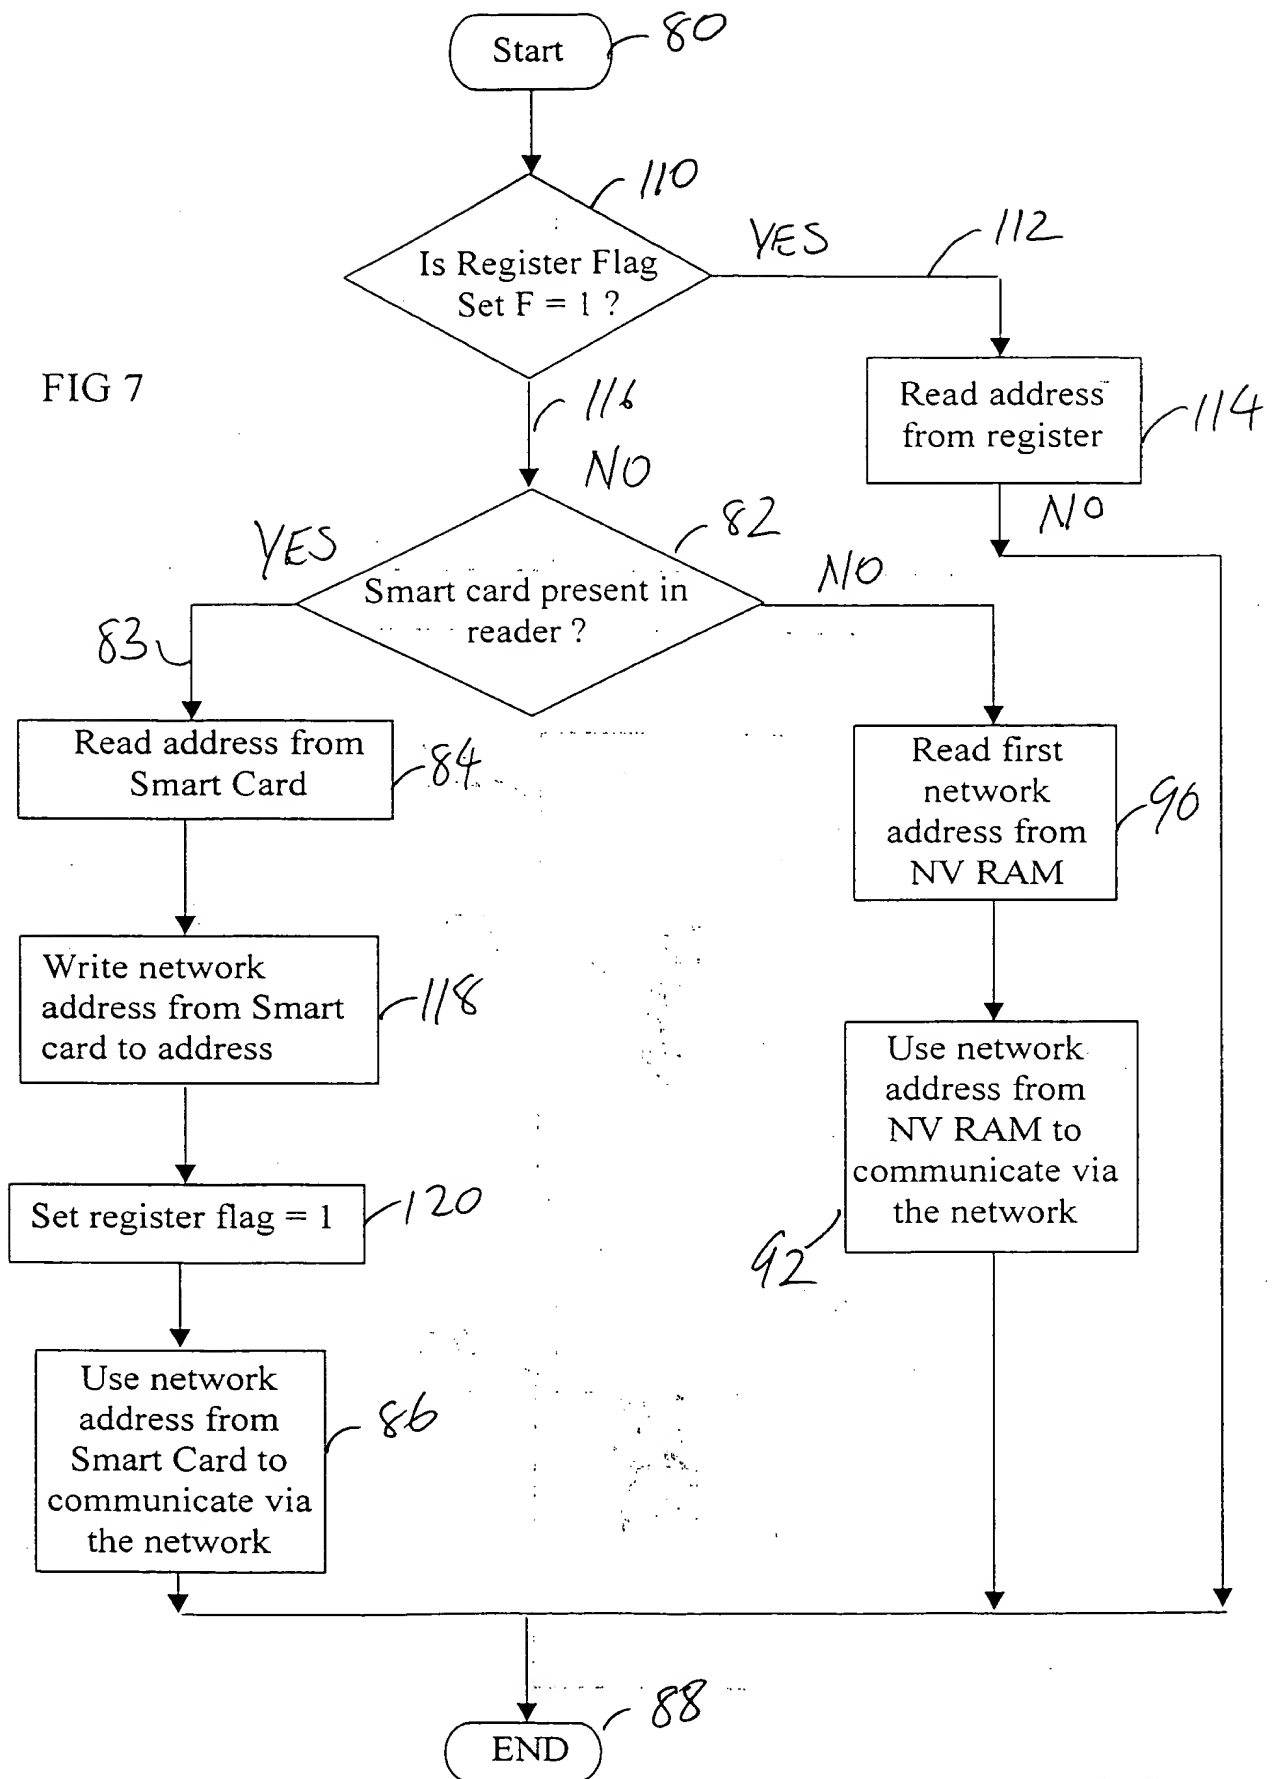 Start
80
110
YES
112
Is Register Flag
Set F = 1 ?
FIG 7
116
NO
Read address
from register
114
NO
82
YES
NO
Smart card present in
reader ?
83
Read address from
Smart Card
84
Read first
network
address from
NV RAM
90
Write network
address from Smart
card to address
118
Use network
address from
NV RAM to
communicate via
the network
92
Set register flag = 1
120
Use network
address from
Smart Card to
communicate via
the network
86
88
END